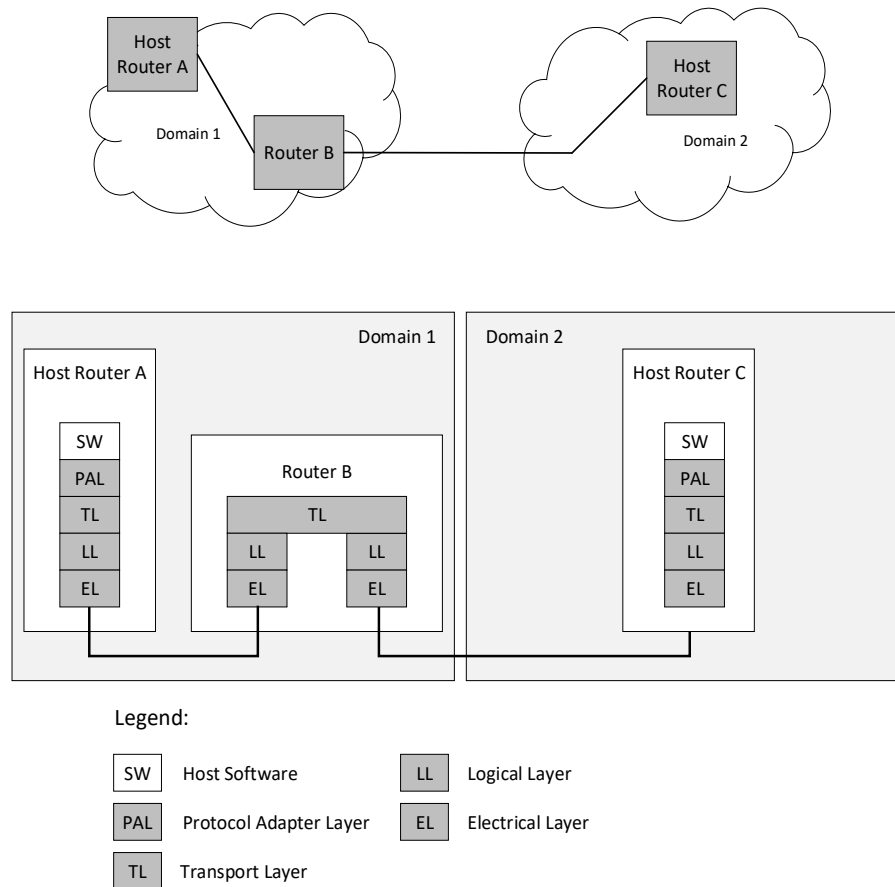 Host
Router A
Host
Router C
Domain 1
Router B
Domain 2
Domain 1
Domain 2
Host Router A
Host Router C
SW
PAL
TL
LL
EL
Router B
TL
LL
LL
EL
EL
SW
PAL
TL
LL
EL
Legend:
SW Host Software
LL Logical Layer
PAL Protocol Adapter Layer
EL Electrical Layer
TL Transport Layer